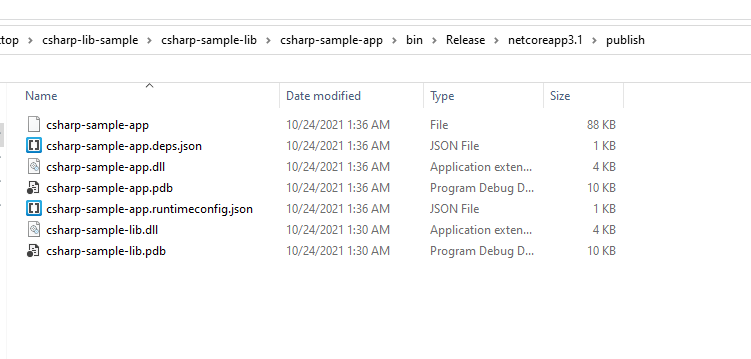 ttop > csharp-lib-sample > csharp-sample-lib > csharp-sample-app > bin > Release > netcoreapp3.1 > publish
Name Date modified Type Size
csharp-sample-app 10/24/2021 1:36 AM File 88 KB
csharp-sample-app.deps.json 10/24/2021 1:36 AM JSON File 1 KB
csharp-sample-app.dll 10/24/2021 1:36 AM Application exten... 4 KB
csharp-sample-app.pdb 10/24/2021 1:36 AM Program Debug D... 10 KB
csharp-sample-app.runtimeconfig.json 10/24/2021 1:36 AM JSON File 1 KB
csharp-sample-lib.dll 10/24/2021 1:30 AM Application exten... 4 KB
csharp-sample-lib.pdb 10/24/2021 1:30 AM Program Debug D... 10 KB